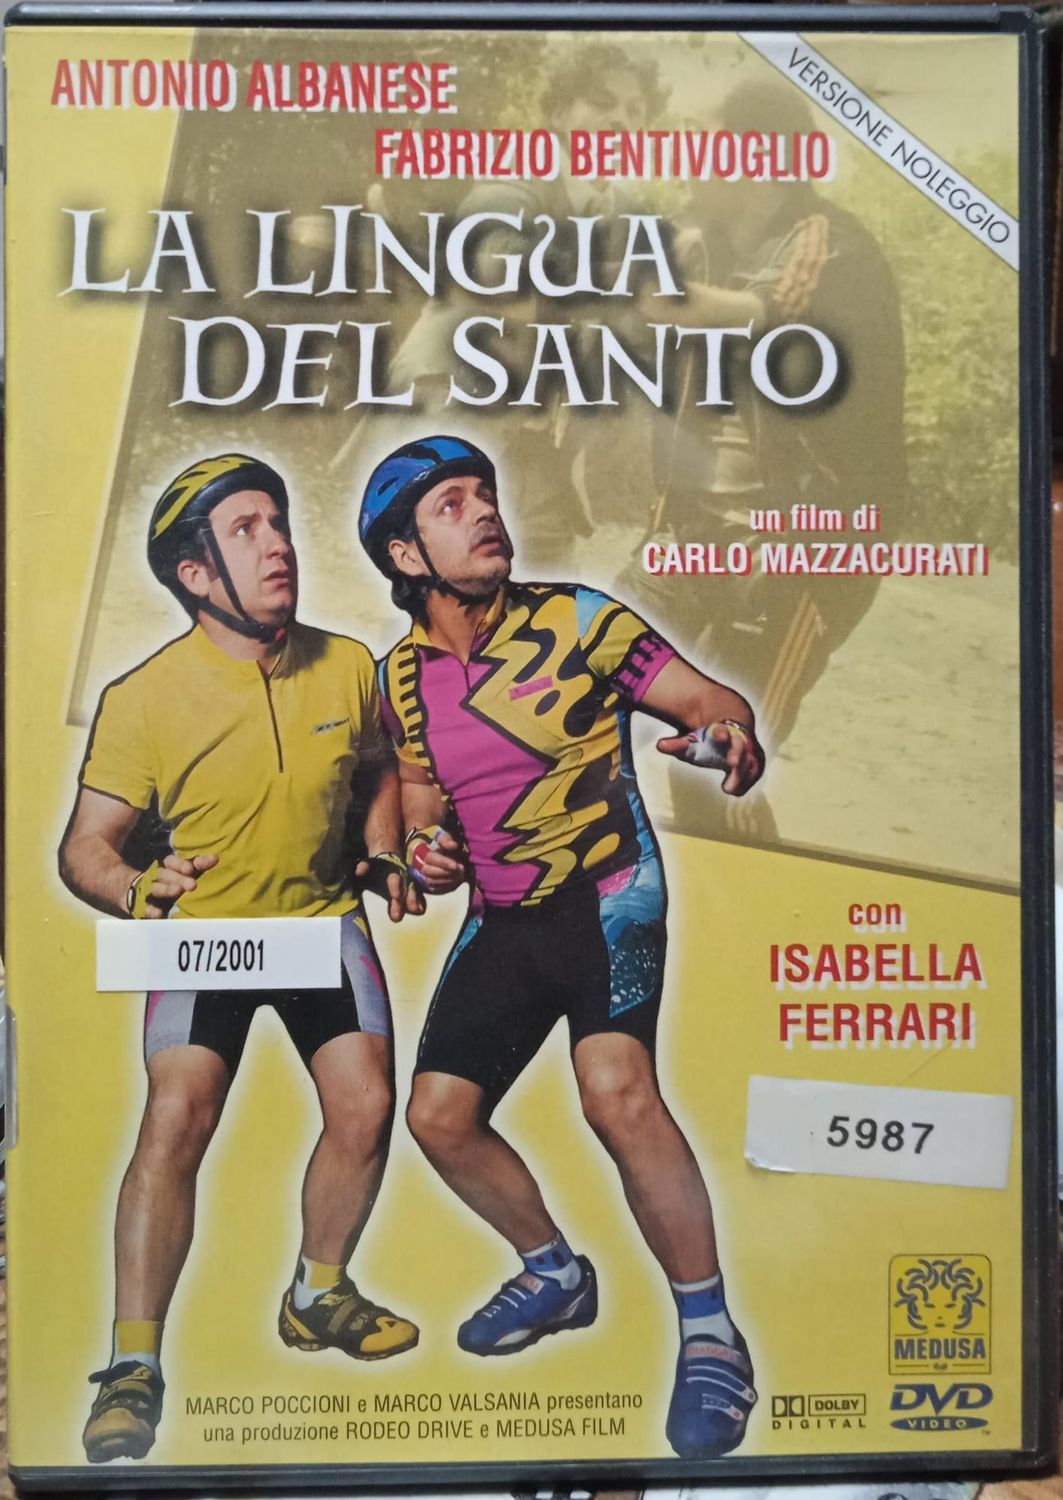 ANTONIO ALBANESE
FABRIZIO BENTIVOGLIO
VERSIONE NOLEGGIO
LA LINGUA
DEL SANTO
un film di
CARLO MAZZACURATI
07/2001
con
ISABELLA
FERRARI
5987
MEDUSA
MARCO POCCIONI e MARCO VALSANIA presentano
una produzione RODEO DRIVE e MEDUSA FILM
DOLBY
DIGITAL
DVD
VIDEO